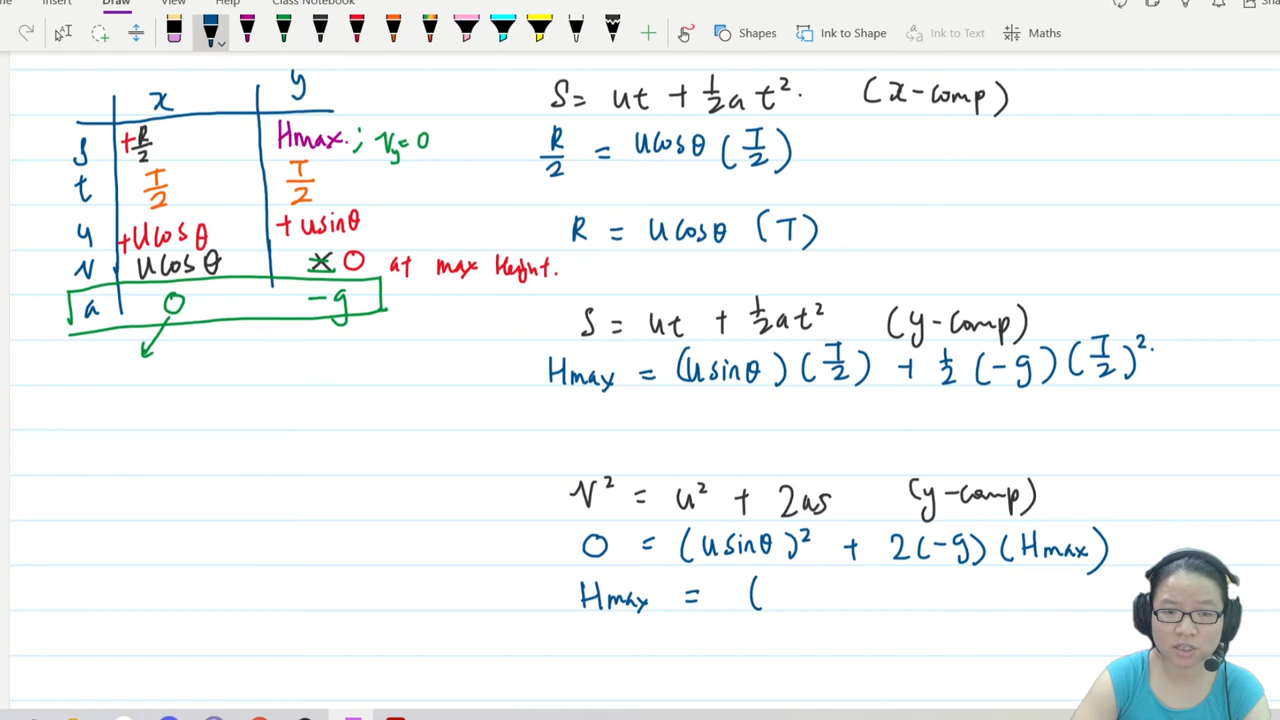 Insert Draw View Help Class Notebook
Shapes Ink to Shape Ink to Text Maths
x y
s +R/2 Hmax. ; Vy = 0
t T/2 T/2
u +ucosθ +usinθ
v ucosθ 0 at max Height.
a 0 -g
S = ut + ½at². (x-comp)
R/2 = ucosθ (T/2)
R = ucosθ (T)
S = ut + ½at² (y-comp)
Hmax = (usinθ)(T/2) + ½(-g)(T/2)².
v² = u² + 2as (y-comp)
0 = (usinθ)² + 2(-g)(Hmax)
Hmax = (